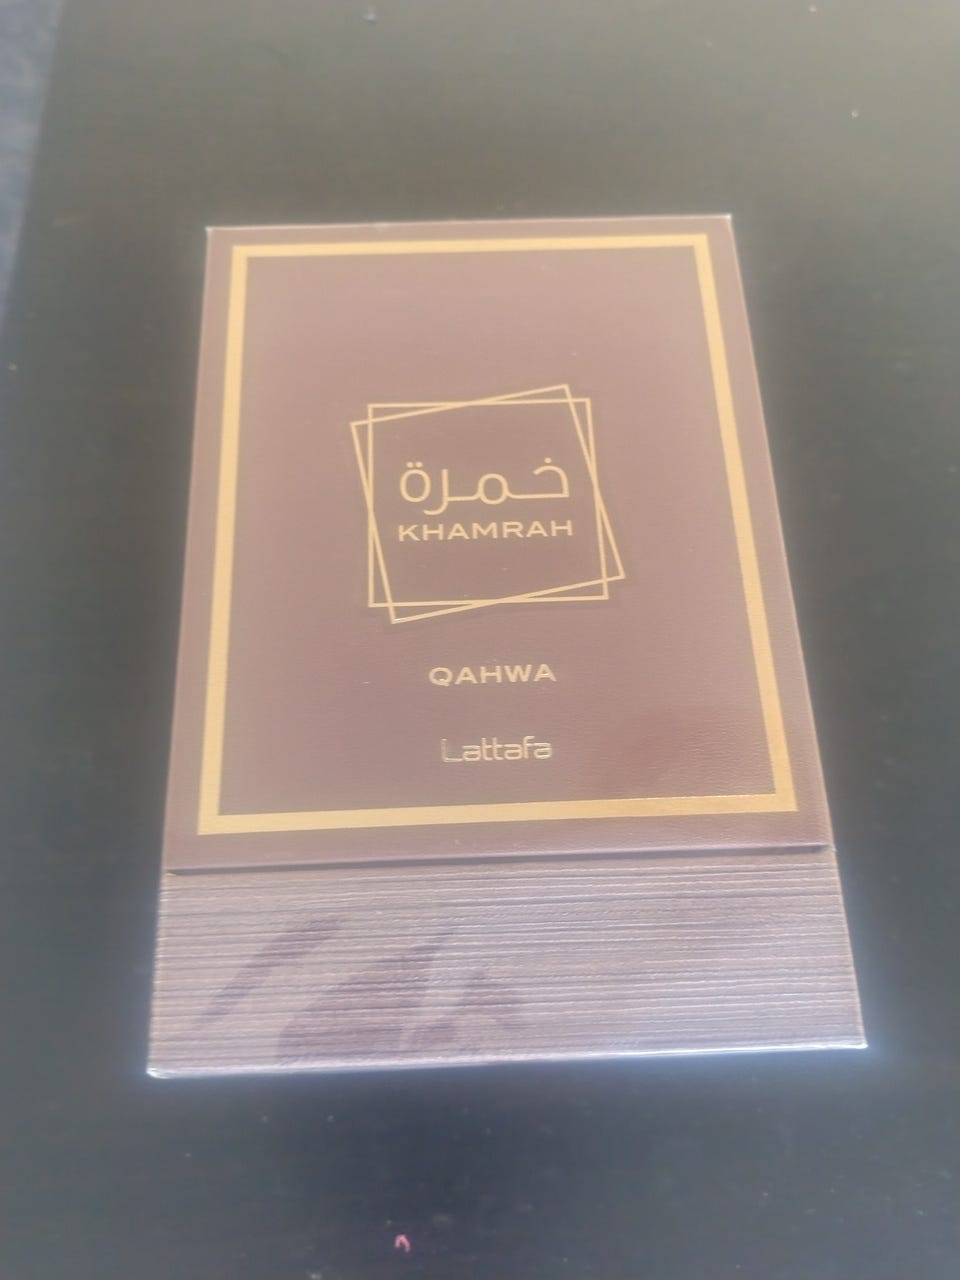 خمرة
KHAMRAH
QAHWA
Lattafa